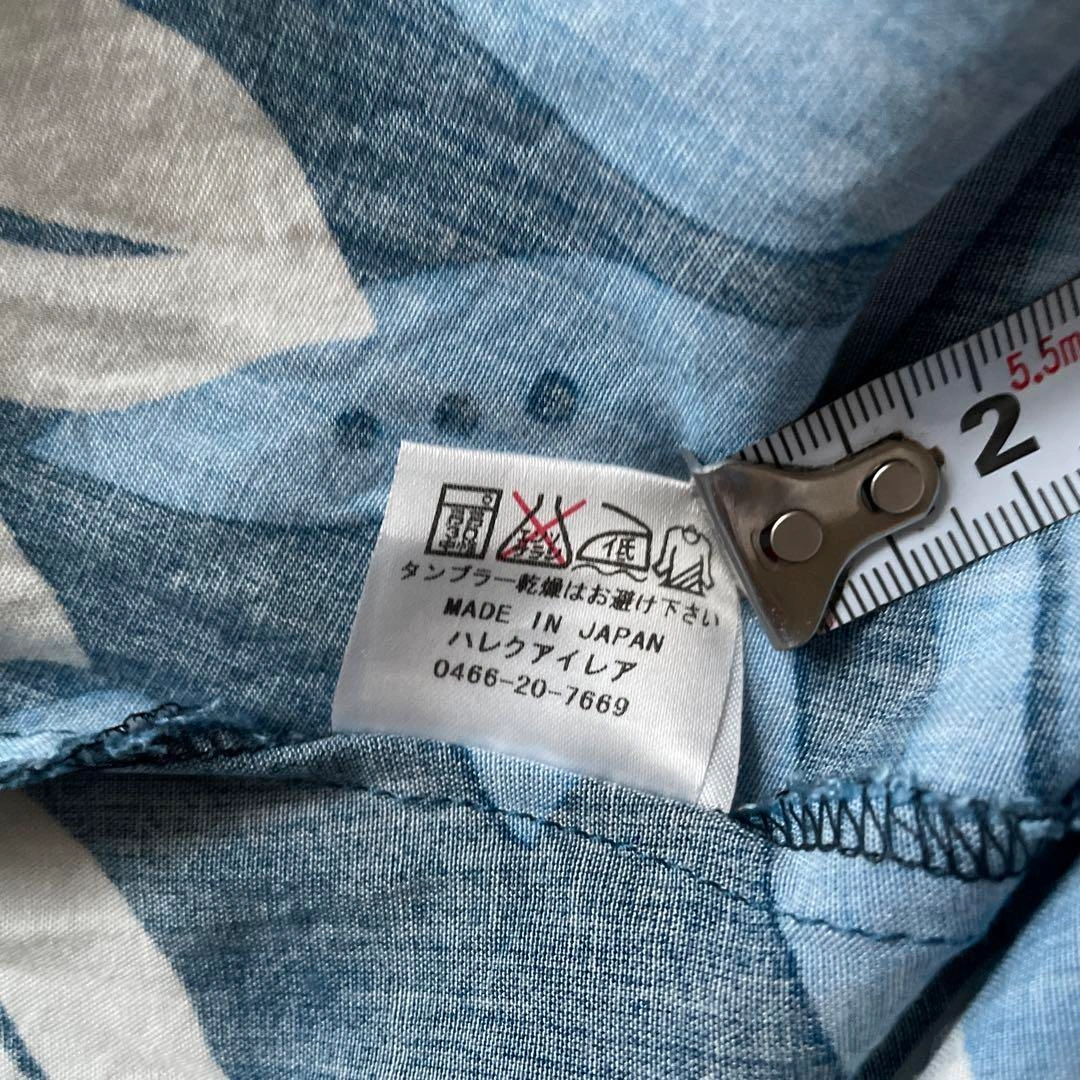 低
タンブラー乾燥はお避け下さい
MADE IN JAPAN
ハレクアイレア
0466-20-7669
5.5m
2